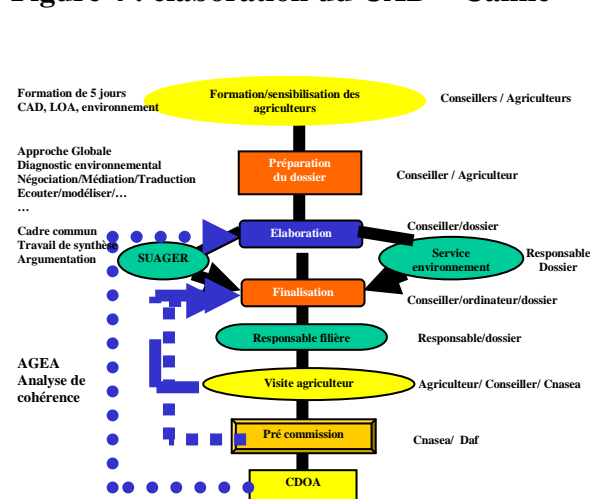 Formation de 5 jours
CAD, LOA, environnement
Formation/sensibilisation des
agriculteurs
Conseillers / Agriculteurs
Approche Globale
Diagnostic environnemental
Négociation/Médiation/Traduction
Ecouter/modéliser/…
…
Préparation
du dossier
Conseiller / Agriculteur
Cadre commun
Travail de synthèse
Argumentation
Elaboration
Conseiller/dossier
SUAGER
Service
environnement
Responsable
Dossier
Finalisation
Conseiller/ordinateur/dossier
Responsable filière
Responsable/dossier
AGEA
Analyse de
cohérence
Visite agriculteur
Agriculteur/ Conseiller/ Cnasea
Pré commission
Cnasea/ Daf
CDOA